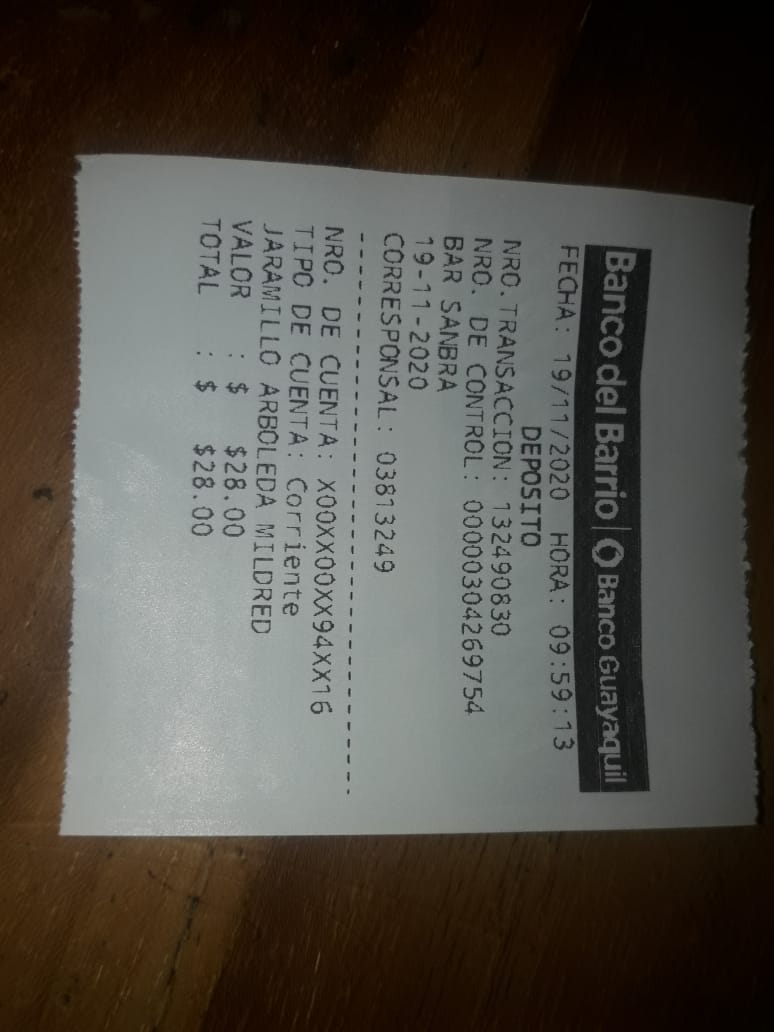 Banco del Barrio | Banco Guayaquil
FECHA: 19/11/2020 HORA: 09:59:13
DEPOSITO
NRO.TRANSACCION: 132490830
NRO. DE CONTROL: 00000304269754
BAR SANBRA
19-11-2020
CORRESPONSAL: 03813249
NRO. DE CUENTA: X00XX00XX94XX16
TIPO DE CUENTA: Corriente
JARAMILLO ARBOLEDA MILDRED
VALOR : $ $28.00
TOTAL : $ $28.00